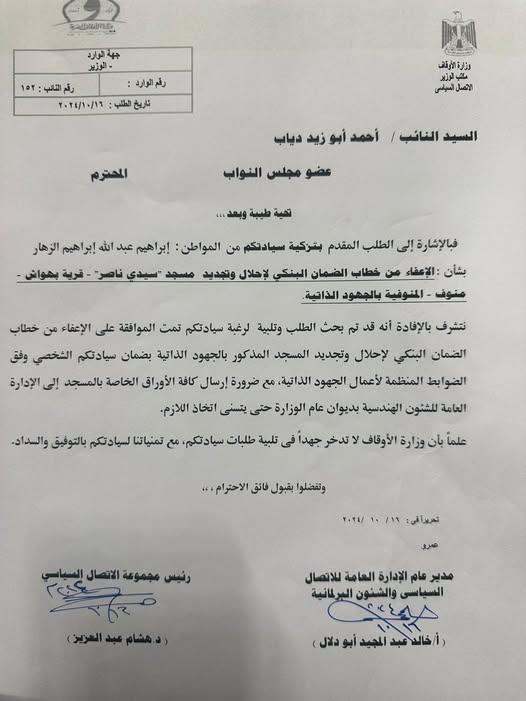 وزارة الأوقاف
مكتب الوزير
الاتصال السياسى
جهة الوارد
- الوزير
رقم الوارد :
رقم النائب : ١٥٢
تاريخ الطلب : ٢٠٢٤/١٠/١٦
السيد النائب / أحمد أبو زيد دياب
عضو مجلس النواب المحترم
تحية طيبة وبعد ،،،
فبالإشارة إلى الطلب المقدم بتزكية سيادتكم من المواطن : إبراهيم عبد الله إبراهيم الزهار
بشأن : الإعفاء من خطاب الضمان البنكي لإحلال وتجديد مسجد "سيدي ناصر" - قرية بهواش -
منوف - المنوفية بالجهود الذاتية.
نتشرف بالإفادة أنه قد تم بحث الطلب وتلبية لرغبة سيادتكم تمت الموافقة على الإعفاء من خطاب
الضمان البنكي لإحلال وتجديد المسجد المذكور بالجهود الذاتية بضمان سيادتكم الشخصي وفق
الضوابط المنظمة لأعمال الجهود الذاتية، مع ضرورة إرسال كافة الأوراق الخاصة بالمسجد إلى الإدارة
العامة للشئون الهندسية بديوان عام الوزارة حتى يتسنى اتخاذ اللازم.
علماً بأن وزارة الأوقاف لا تدخر جهداً فى تلبية طلبات سيادتكم، مع تمنياتنا لسيادتكم بالتوفيق والسداد.
وتفضلوا بقبول فائق الاحترام ،،،
تحريراً فى : ١٦/ ١٠ / ٢٠٢٤
عمرو
مدير عام الإدارة العامة للاتصال
السياسى والشئون البرلمانية
(أ/خالد عبد المجيد أبو دلال )
رئيس مجموعة الاتصال السياسي
( د. هشام عبد العزيز )